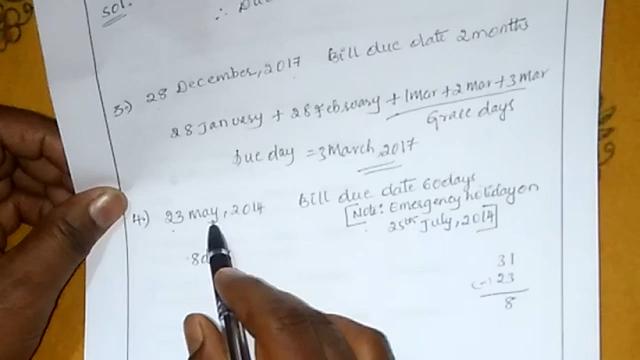 Sol:
∴ Due
3.) 28 December, 2017 Bill due date 2 months
28 January + 28 February + 1 Mar + 2 Mar + 3 Mar
Grace days
Due day = 3 March, 2017
4.) 23 may, 2014 Bill due date 60 days
[Note: Emergency holiday on
25th July, 2014]
8d
31
(-) 23
8